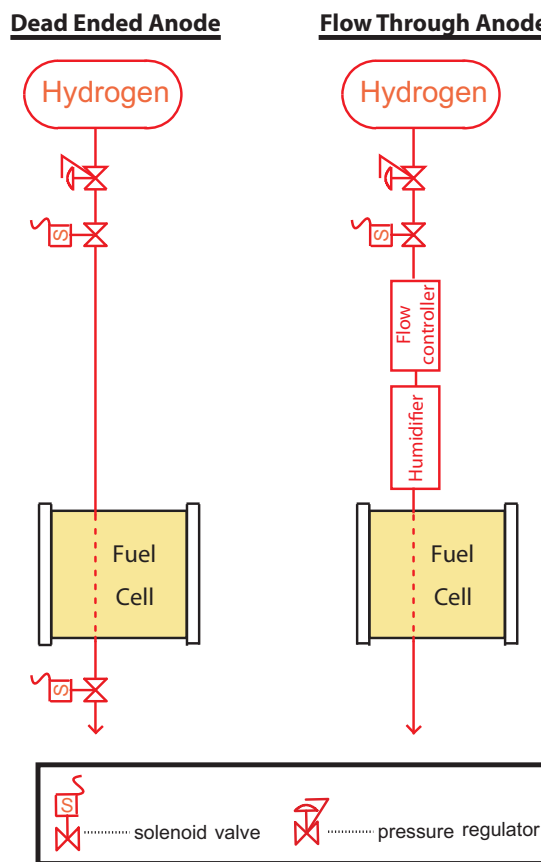 Dead Ended Anode
Flow Through Anode
Hydrogen
Hydrogen
S
S
Flow
controller
Humidifier
Fuel
Cell
Fuel
Cell
S
S
solenoid valve
pressure regulator